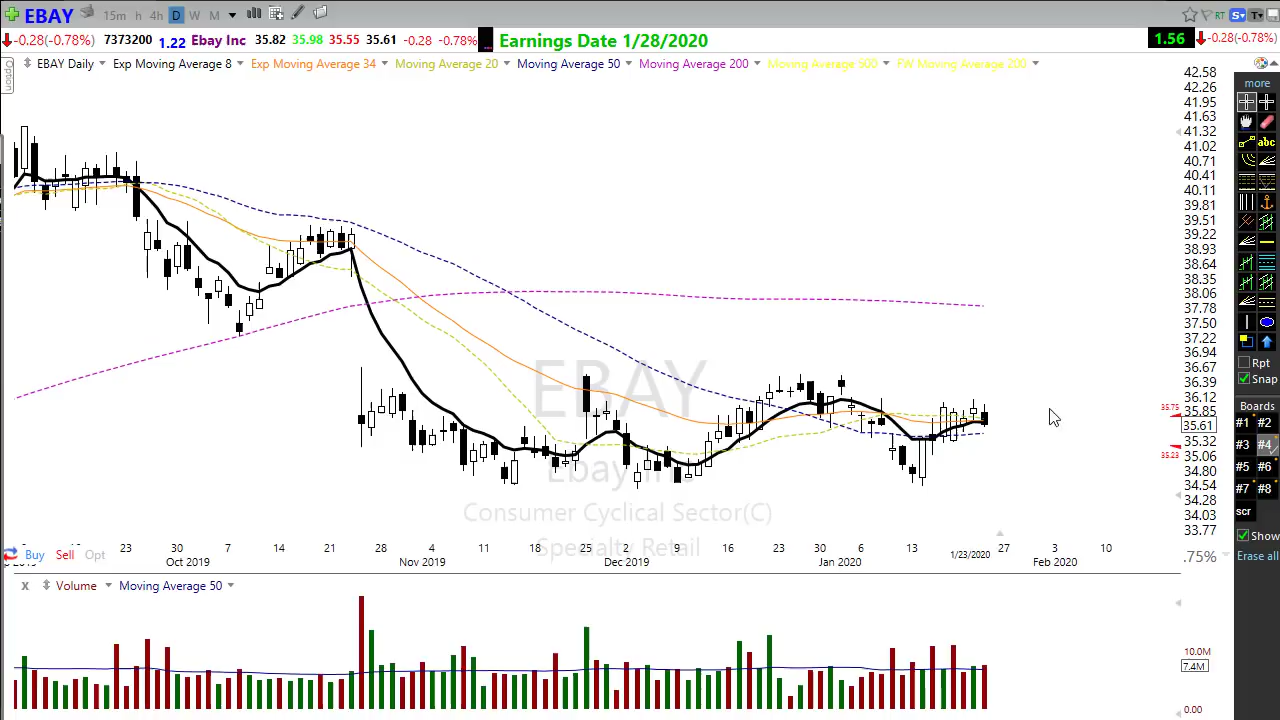 EBAY 15m h 4h D W M RT S T
-0.28(-0.78%) 7373200 1.22 Ebay Inc 35.82 35.98 35.55 35.61 -0.28 -0.78% Earnings Date 1/28/2020 1.56 -0.28(-0.78%)
Option
EBAY Daily Exp Moving Average 8 Exp Moving Average 34 Moving Average 20 Moving Average 50 Moving Average 200 Moving Average 500 FW Moving Average 200
42.58
42.26
41.95
41.63
41.32
41.02
40.71
40.41
40.11
39.81
39.51
39.22
38.93
38.64
38.35
38.06
37.78
37.50
37.22
36.94
36.67
36.39
36.12
35.85
35.75
35.61
35.32
35.23
35.06
34.80
34.54
34.28
34.03
33.77
.75%
EBAY
Ebay Inc
Consumer Cyclical Sector(C)
Specialty Retail
23 30 7 14 21 28 4 11 18 25 2 9 16 23 30 6 13 1/23/2020 27 3 10
Oct 2019 Nov 2019 Dec 2019 Jan 2020 Feb 2020
Buy Sell Opt
X Volume Moving Average 50
10.0M
7.4M
0.00
more
abc
Rpt
Snap
Boards
#1 #2
#3 #4
#5 #6
#7 #8
scr
Show
Erase all